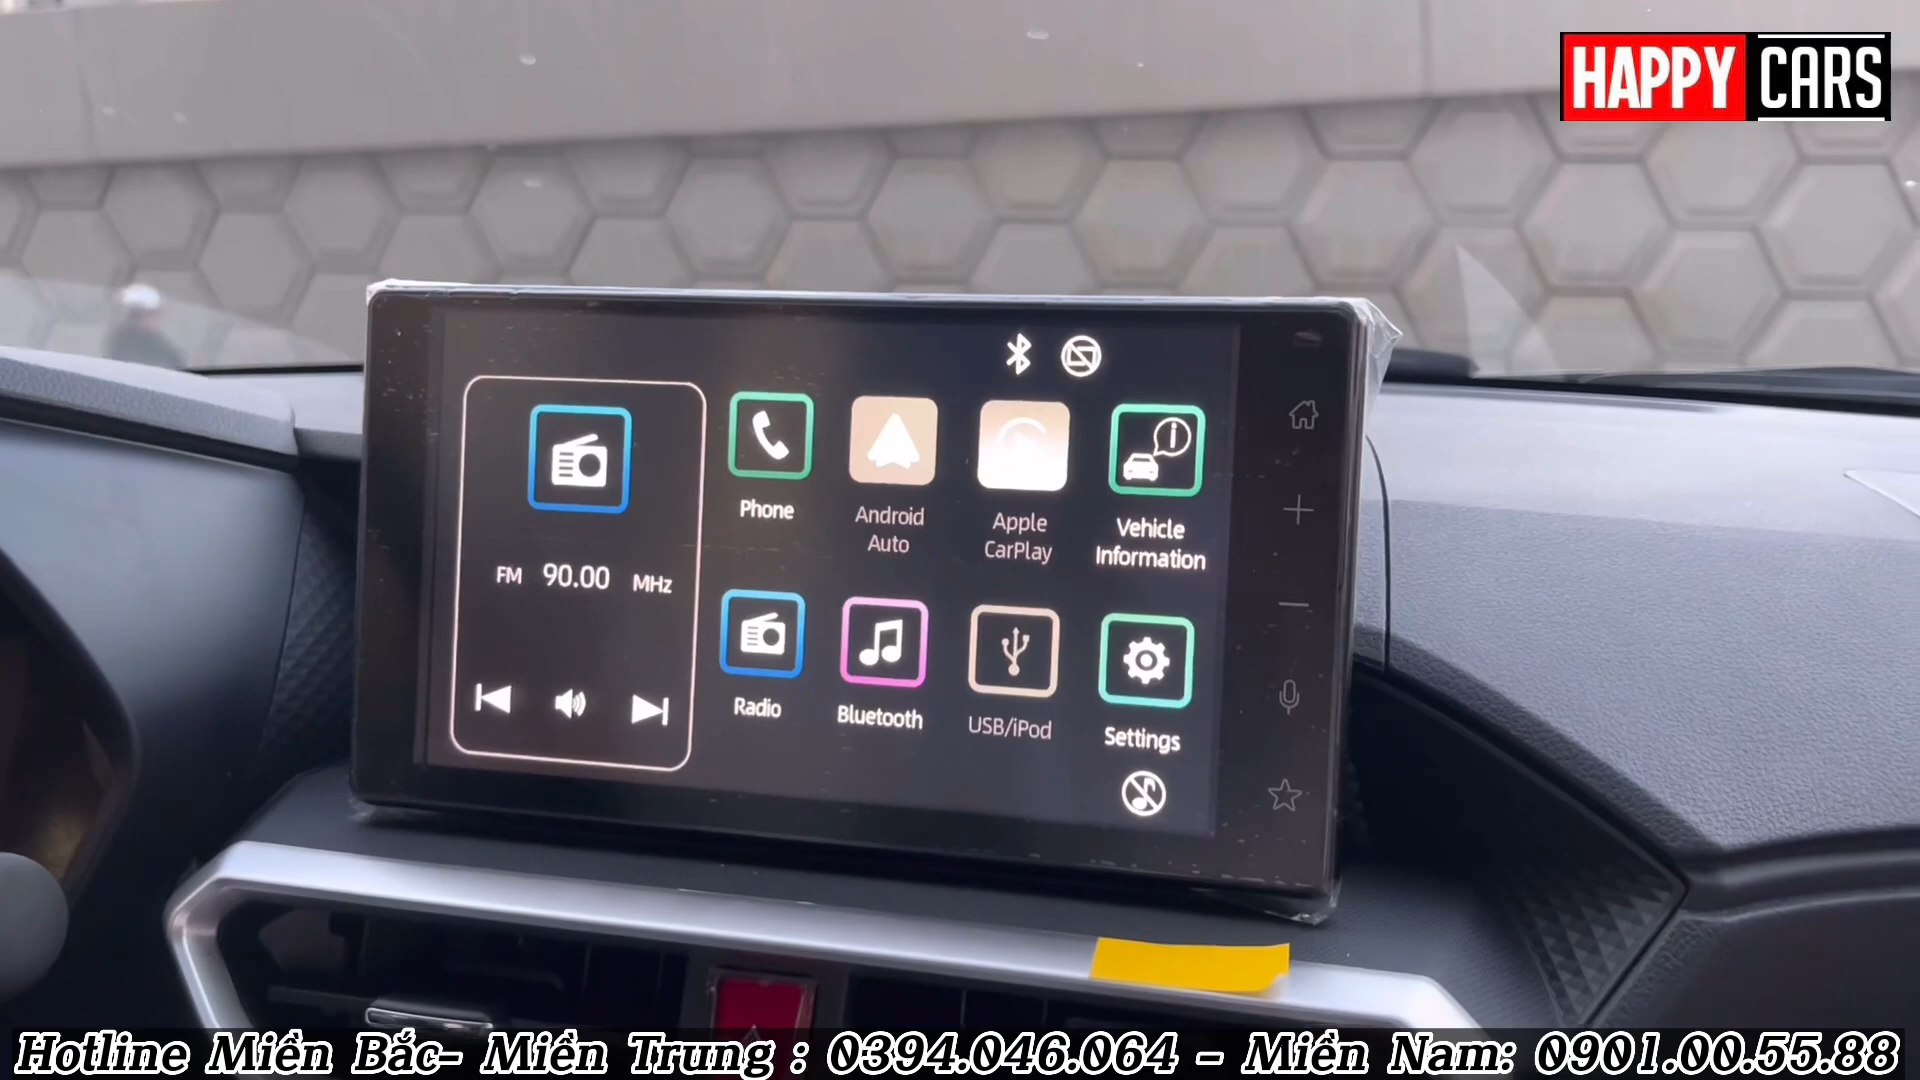 HAPPY CARS
Phone
Android
Auto
Apple
CarPlay
Vehicle
Information
FM 90.00 MHz
Radio
Bluetooth
USB/iPod
Settings
Hotline Miền Bắc- Miền Trung : 0394.046.064 - Miền Nam: 0901.00.55.88